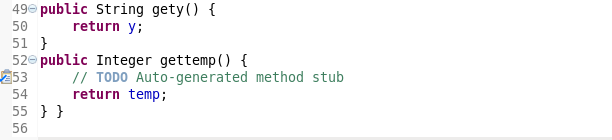 49 public String gety() {
50     return y;
51 }
52 public Integer gettemp() {
53     // TODO Auto-generated method stub
54     return temp;
55 } }
56